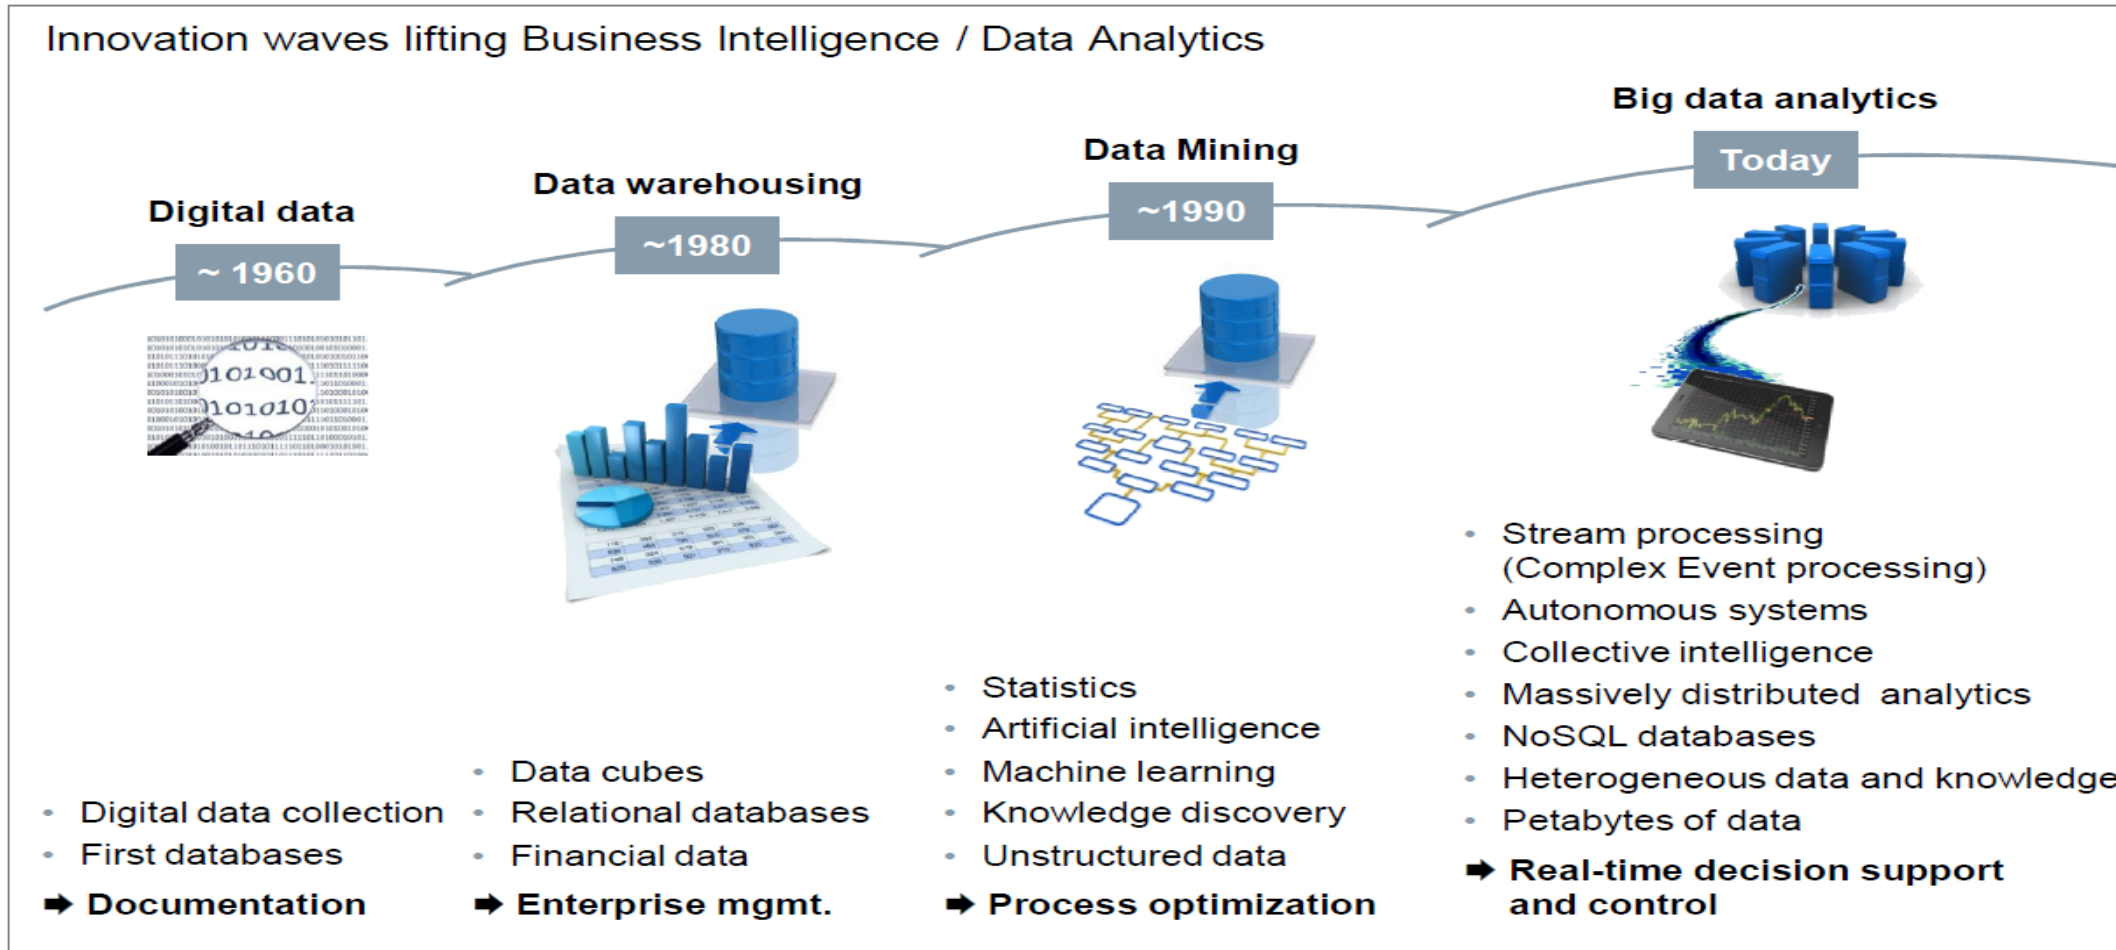 Innovation waves lifting Business Intelligence / Data Analytics
Digital data
~ 1960
• Digital data collection
• First databases
➡ Documentation
Data warehousing
~1980
• Data cubes
• Relational databases
• Financial data
➡ Enterprise mgmt.
Data Mining
~1990
• Statistics
• Artificial intelligence
• Machine learning
• Knowledge discovery
• Unstructured data
➡ Process optimization
Big data analytics
Today
• Stream processing
(Complex Event processing)
• Autonomous systems
• Collective intelligence
• Massively distributed analytics
• NoSQL databases
• Heterogeneous data and knowledge
• Petabytes of data
➡ Real-time decision support
and control